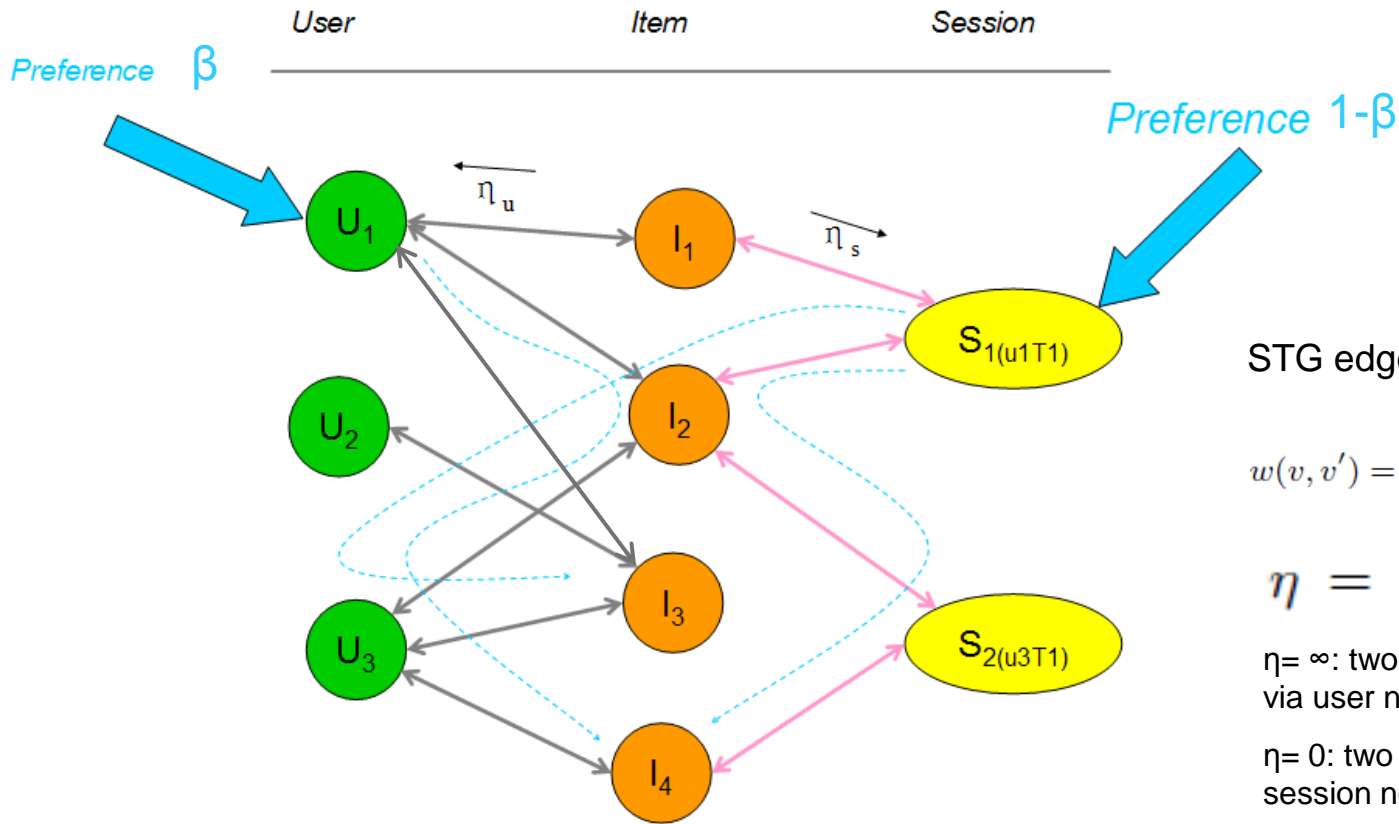 User Item Session
Preference β
Preference 1-β
η u
η s
U1
I1
S1(u1T1)
STG edge
w(v, v′) =
U2
I2
η =
I3
U3
S2(u3T1)
η= ∞: two
via user n
I4
η= 0: two
session n